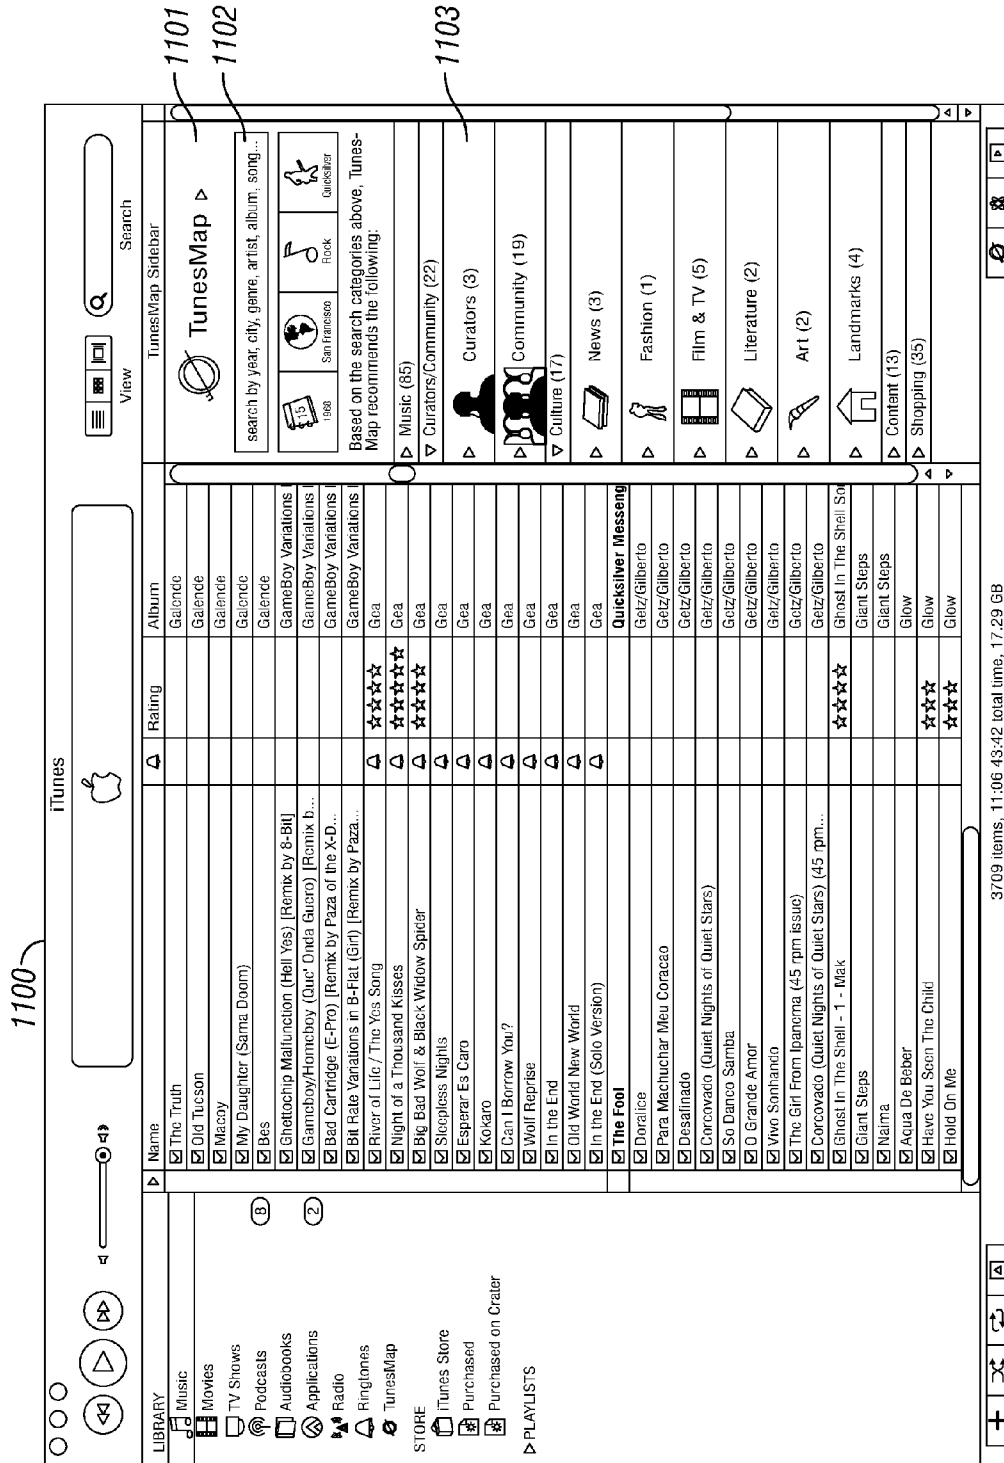 1100
iTunes
View
Search
LIBRARY
Music
Movies
TV Shows
Podcasts
8
Audiobooks
Applications
2
Radio
Ringtones
TunesMap
STORE
iTunes Store
Purchased
Purchased on Crater
PLAYLISTS
Name Rating Album
The Truth Galende
Old Tucson Galende
Macoy Galende
My Daughter (Sama Doom) Galende
Bes Galende
Ghettochip Malfunction (Hell Yes) [Remix by 8-Bit] GameBoy Variations
Gameboy/Homeboy (Que' Onda Guero) [Remix b... GameBoy Variations
Bad Cartridge (E-Pro) [Remix by Paza of the X-D... GameBoy Variations
Bit Rate Variations in B-Flat (Girl) [Remix by Paza... GameBoy Variations
River of Life / The Yes Song ☆☆☆☆ Gea
Night of a Thousand Kisses ☆☆☆☆☆ Gea
Big Bad Wolf & Black Widow Spider ☆☆☆☆ Gea
Sleepless Nights Gea
Esperar Es Caro Gea
Kokaro Gea
Can I Borrow You? Gea
Wolf Reprise Gea
In the End Gea
Old World New World Gea
In the End (Solo Version) Gea
The Fool Quicksilver Messeng
Doralice Getz/Gilberto
Para Machuchar Meu Coracao Getz/Gilberto
Desafinado Getz/Gilberto
Corcovado (Quiet Nights of Quiet Stars) Getz/Gilberto
So Danco Samba Getz/Gilberto
O Grande Amor Getz/Gilberto
Vivo Sonhando Getz/Gilberto
The Girl From Ipanema (45 rpm issue) Getz/Gilberto
Corcovado (Quiet Nights of Quiet Stars) (45 rpm... Getz/Gilberto
Ghost In The Shell - 1 - Mak ☆☆☆☆ Ghost In The Shell Sou
Giant Steps Giant Steps
Naima Giant Steps
Aqua De Beber Glow
Have You Seen The Child ☆☆☆ Glow
Hold On Me ☆☆☆ Glow
TunesMap Sidebar
TunesMap
1101
search by year, city, genre, artist, album, song...
1102
15
1968
San Francisco
Rock
Quicksilver
Based on the search categories above, Tunes-
Map recommends the following:
Music (85)
Curators/Community (22)
Curators (3)
1103
Community (19)
Culture (17)
News (3)
Fashion (1)
Film & TV (5)
Literature (2)
Art (2)
Landmarks (4)
Content (13)
Shopping (35)
3709 items, 11:06 43:42 total time, 17.29 GB